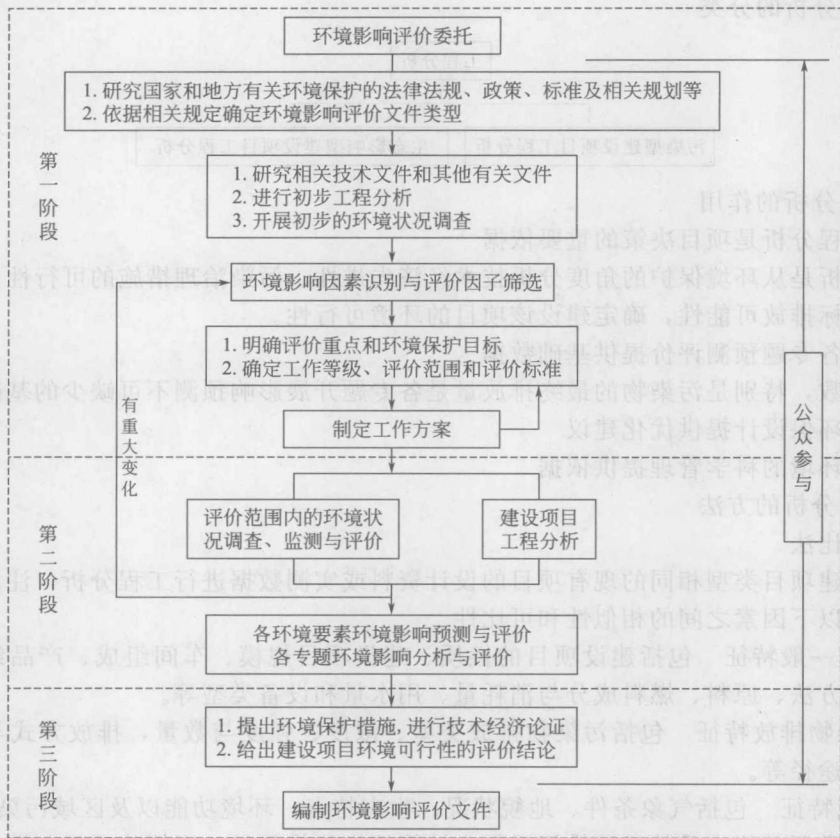 环境影响评价委托
1. 研究国家和地方有关环境保护的法律法规、政策、标准及相关规划等
2. 依据相关规定确定环境影响评价文件类型
第一阶段
1. 研究相关技术文件和其他有关文件
2. 进行初步工程分析
3. 开展初步的环境状况调查
环境影响因素识别与评价因子筛选
1. 明确评价重点和环境保护目标
2. 确定工作等级、评价范围和评价标准
有重大变化
公众参与
制定工作方案
第二阶段
评价范围内的环境状
况调查、监测与评价
建设项目
工程分析
各环境要素环境影响预测与评价
各专题环境影响分析与评价
第三阶段
1. 提出环境保护措施, 进行技术经济论证
2. 给出建设项目环境可行性的评价结论
编制环境影响评价文件